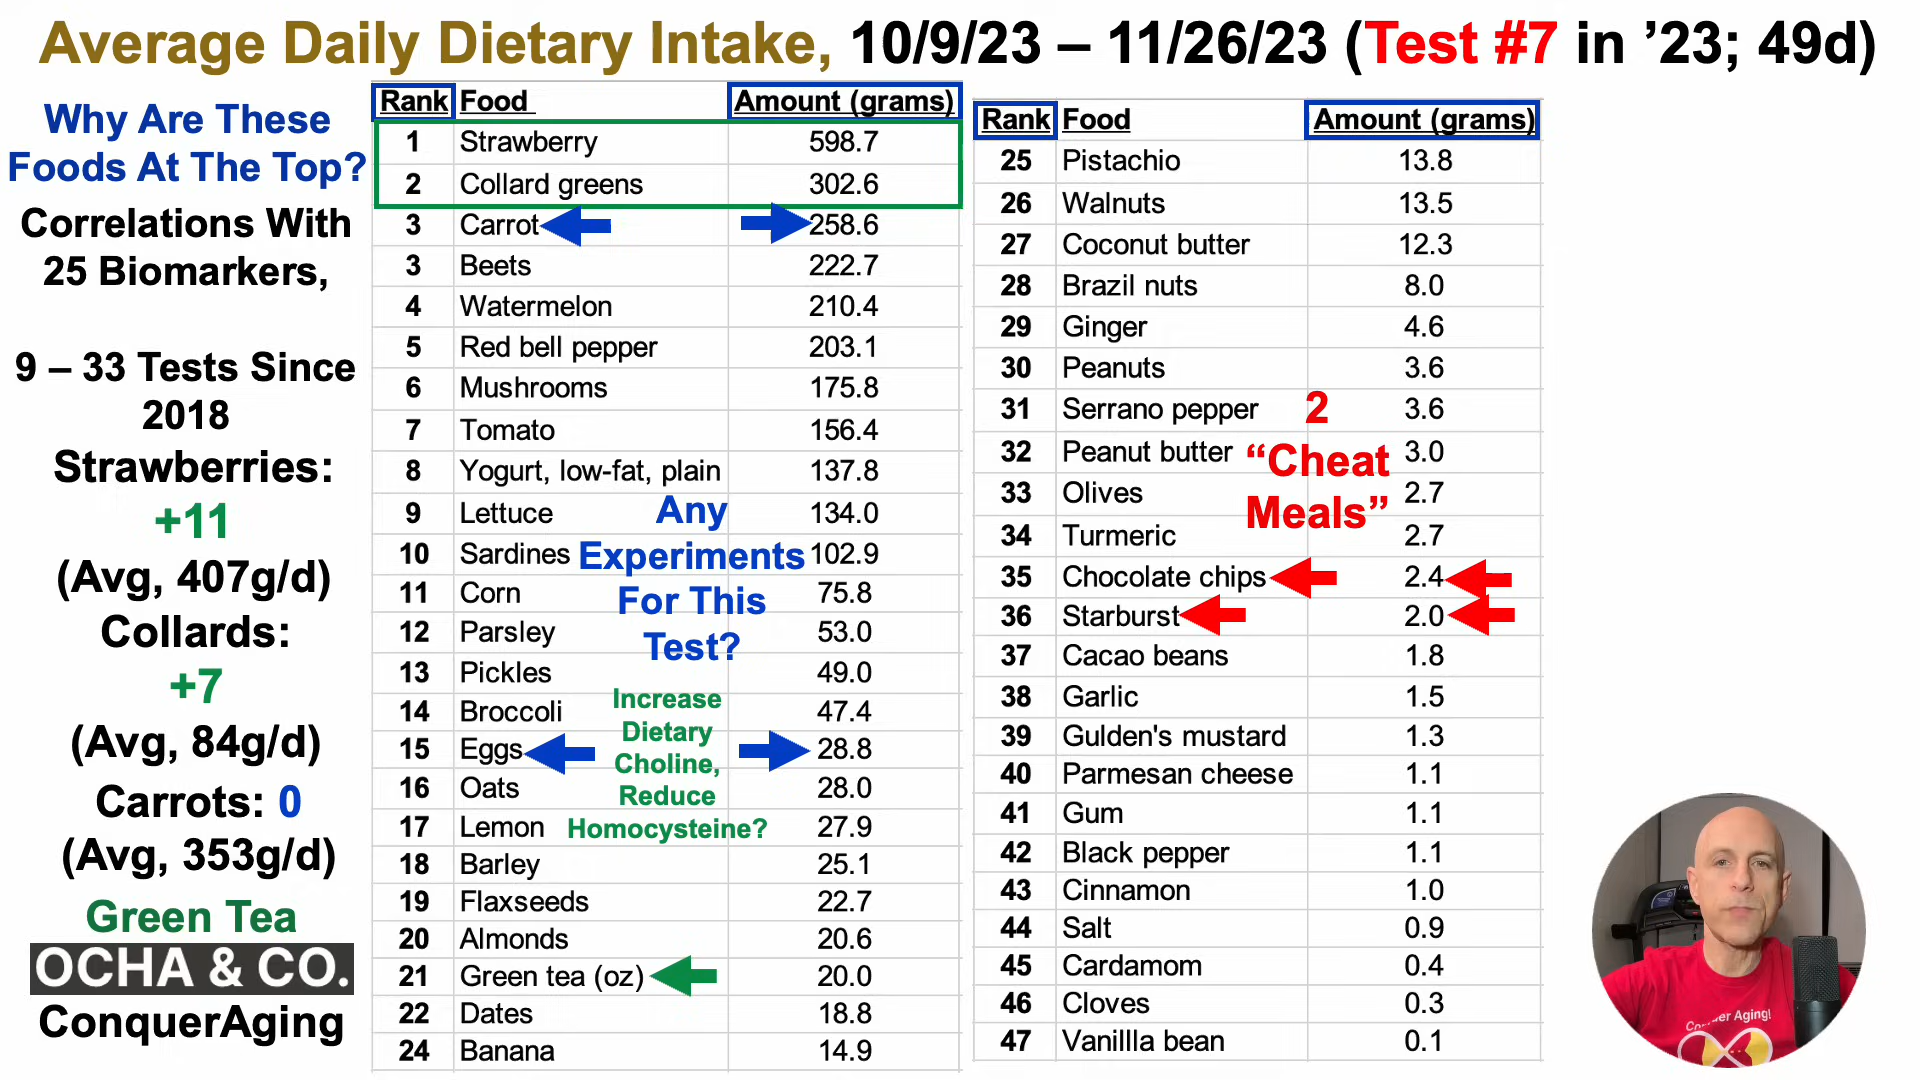 Average Daily Dietary Intake, 10/9/23 – 11/26/23 (Test #7 in ’23; 49d)
Why Are These
Foods At The Top?
Correlations With
25 Biomarkers,
9 – 33 Tests Since
2018
Strawberries:
+11
(Avg, 407g/d)
Collards:
+7
(Avg, 84g/d)
Carrots: 0
(Avg, 353g/d)
Green Tea
OCHA & CO.
ConquerAging
Rank Food Amount (grams)
1 Strawberry 598.7
2 Collard greens 302.6
3 Carrot 258.6
3 Beets 222.7
4 Watermelon 210.4
5 Red bell pepper 203.1
6 Mushrooms 175.8
7 Tomato 156.4
8 Yogurt, low-fat, plain 137.8
9 Lettuce 134.0
10 Sardines 102.9
11 Corn 75.8
12 Parsley 53.0
13 Pickles 49.0
14 Broccoli 47.4
15 Eggs 28.8
16 Oats 28.0
17 Lemon 27.9
18 Barley 25.1
19 Flaxseeds 22.7
20 Almonds 20.6
21 Green tea (oz) 20.0
22 Dates 18.8
24 Banana 14.9
Any
Experiments
For This
Test?
Increase
Dietary
Choline,
Reduce
Homocysteine?
Rank Food Amount (grams)
25 Pistachio 13.8
26 Walnuts 13.5
27 Coconut butter 12.3
28 Brazil nuts 8.0
29 Ginger 4.6
30 Peanuts 3.6
31 Serrano pepper 3.6
32 Peanut butter 3.0
33 Olives 2.7
34 Turmeric 2.7
35 Chocolate chips 2.4
36 Starburst 2.0
37 Cacao beans 1.8
38 Garlic 1.5
39 Gulden's mustard 1.3
40 Parmesan cheese 1.1
41 Gum 1.1
42 Black pepper 1.1
43 Cinnamon 1.0
44 Salt 0.9
45 Cardamom 0.4
46 Cloves 0.3
47 Vanillla bean 0.1
2
“Cheat
Meals”
Aging!